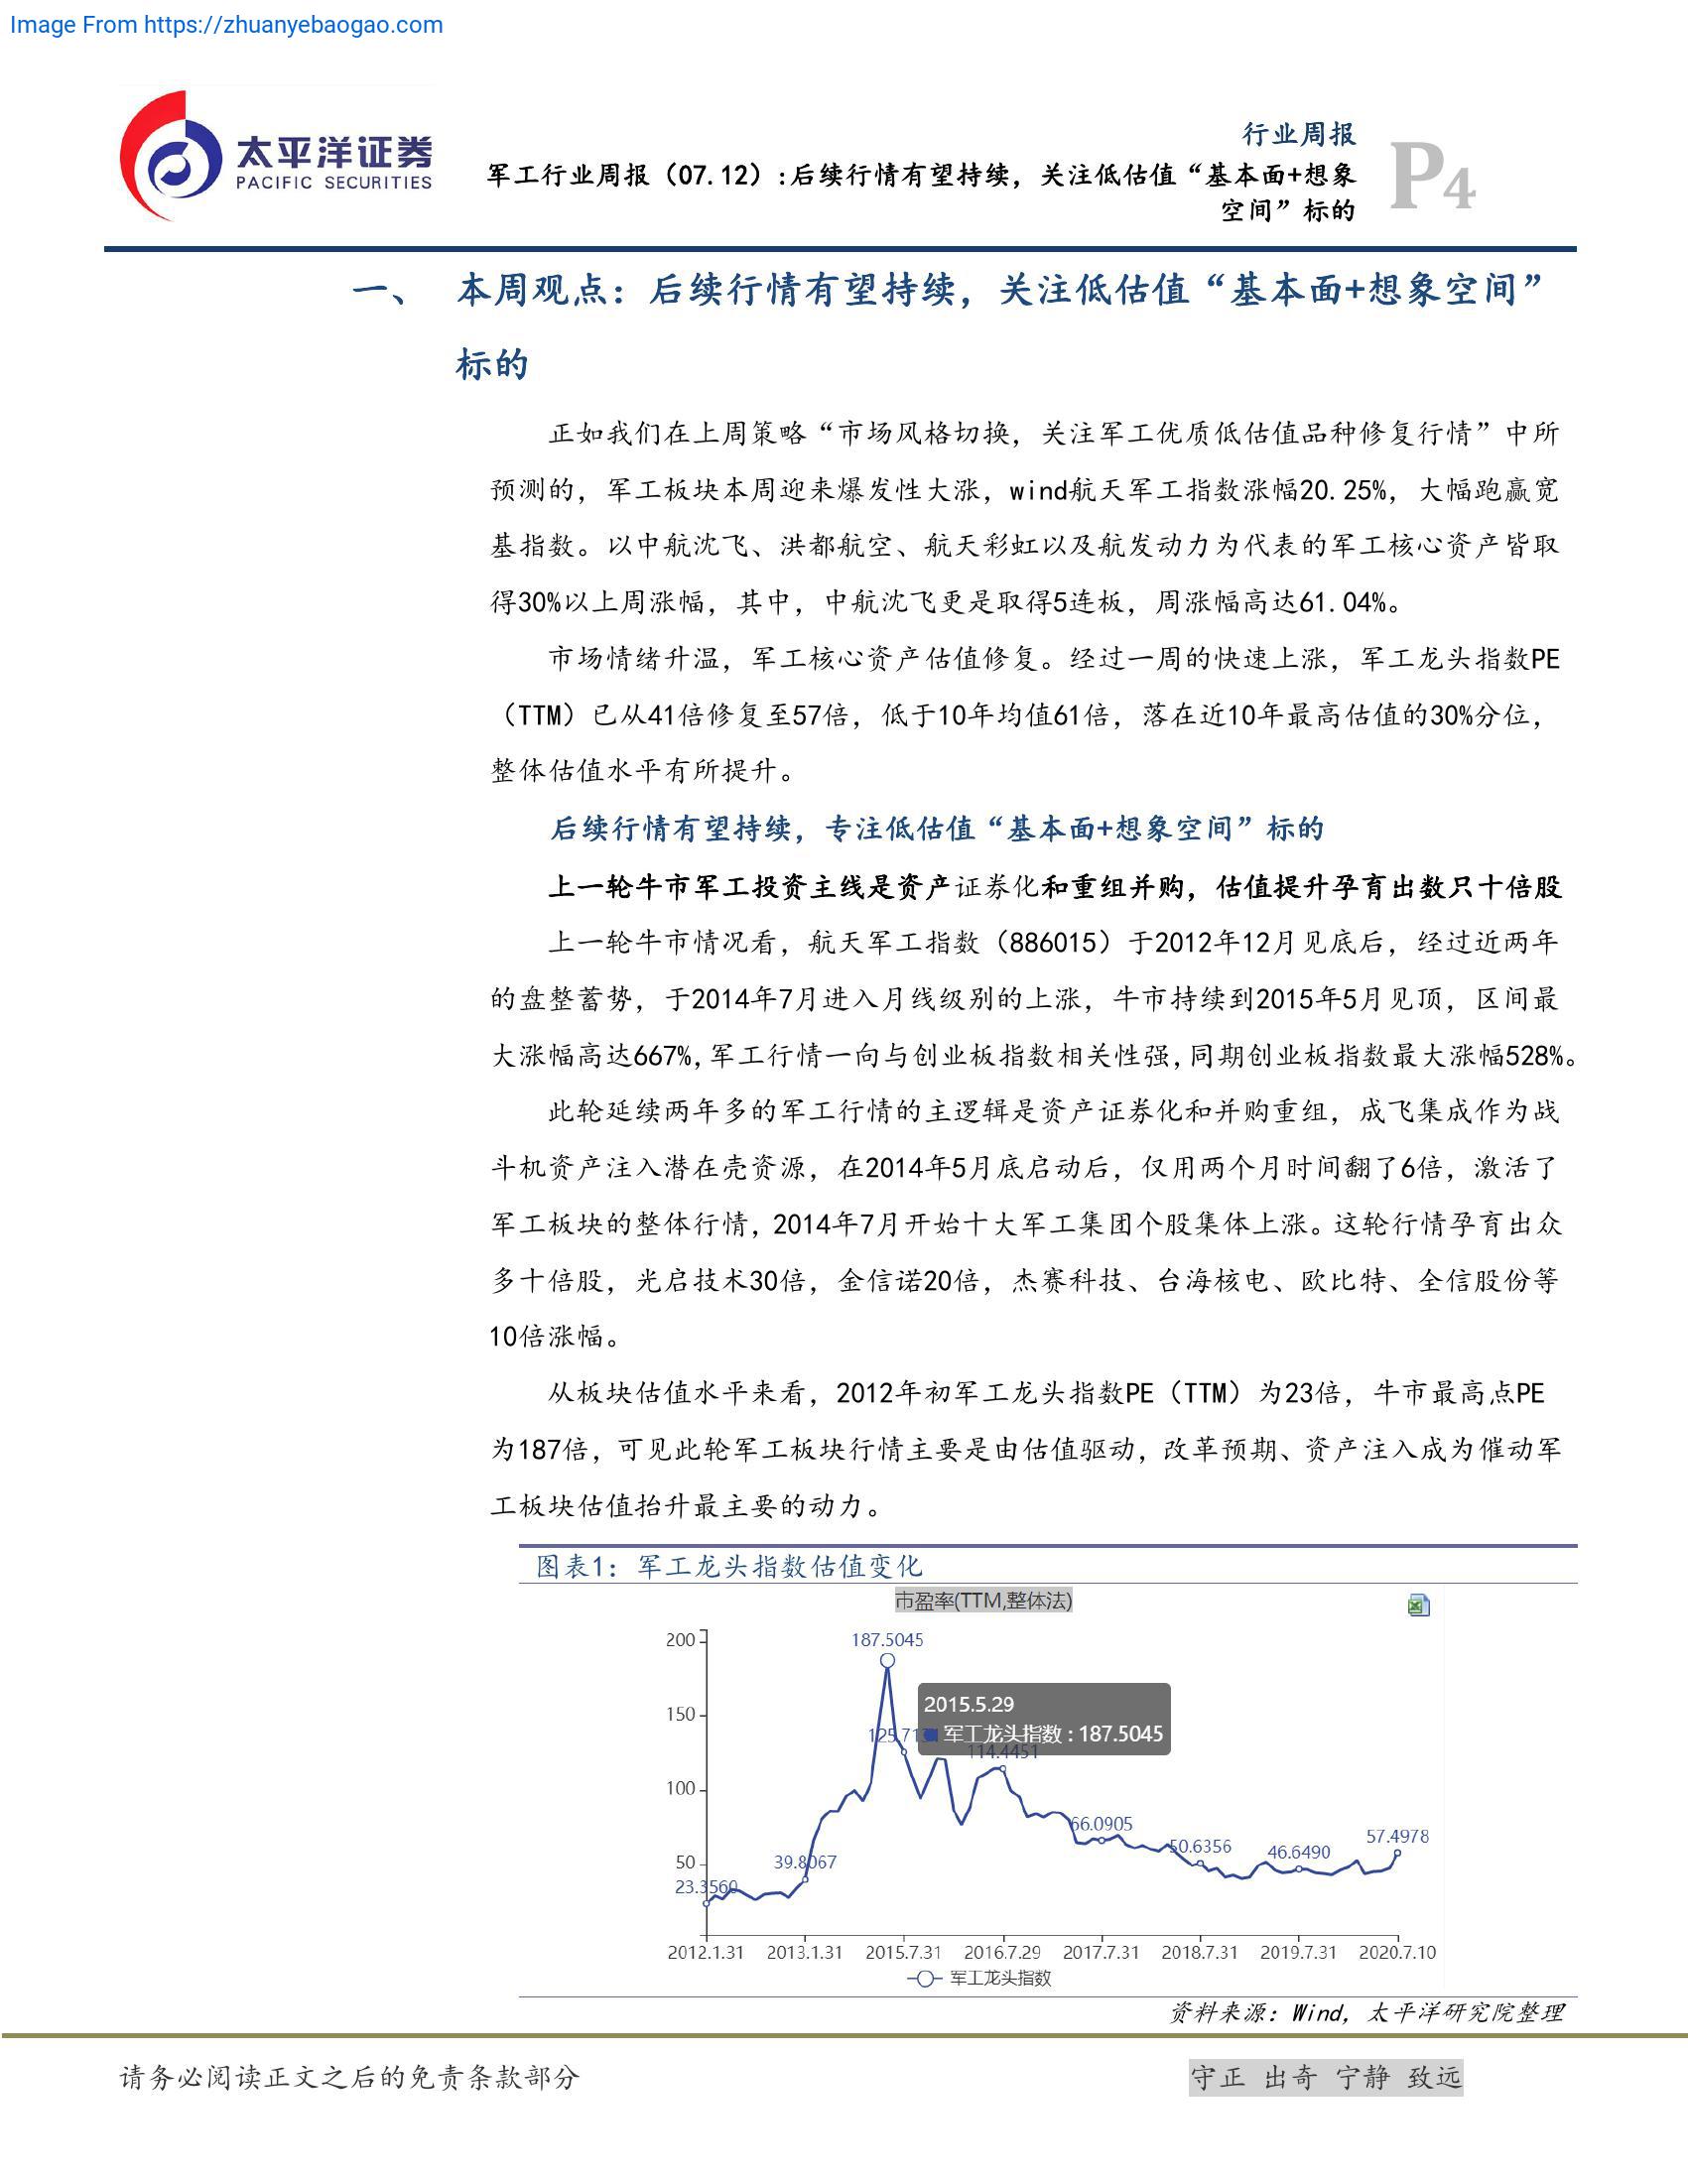 Image From https://zhuanyebaogao.com
太平洋证券
PACIFIC SECURITIES
行业周报
军工行业周报（07.12）:后续行情有望持续，关注低估值“基本面+想象
空间”标的
P4
一、 本周观点：后续行情有望持续，关注低估值“基本面+想象空间”
标的
正如我们在上周策略“市场风格切换，关注军工优质低估值品种修复行情”中所
预测的，军工板块本周迎来爆发性大涨，wind航天军工指数涨幅20.25%，大幅跑赢宽
基指数。以中航沈飞、洪都航空、航天彩虹以及航发动力为代表的军工核心资产皆取
得30%以上周涨幅，其中，中航沈飞更是取得5连板，周涨幅高达61.04%。
市场情绪升温，军工核心资产估值修复。经过一周的快速上涨，军工龙头指数PE
（TTM）已从41倍修复至57倍，低于10年均值61倍，落在近10年最高估值的30%分位，
整体估值水平有所提升。
后续行情有望持续，专注低估值“基本面+想象空间”标的
上一轮牛市军工投资主线是资产证券化和重组并购，估值提升孕育出数只十倍股
上一轮牛市情况看，航天军工指数（886015）于2012年12月见底后，经过近两年
的盘整蓄势，于2014年7月进入月线级别的上涨，牛市持续到2015年5月见顶，区间最
大涨幅高达667%,军工行情一向与创业板指数相关性强,同期创业板指数最大涨幅528%。
此轮延续两年多的军工行情的主逻辑是资产证券化和并购重组，成飞集成作为战
斗机资产注入潜在壳资源，在2014年5月底启动后，仅用两个月时间翻了6倍，激活了
军工板块的整体行情，2014年7月开始十大军工集团个股集体上涨。这轮行情孕育出众
多十倍股，光启技术30倍，金信诺20倍，杰赛科技、台海核电、欧比特、全信股份等
10倍涨幅。
从板块估值水平来看，2012年初军工龙头指数PE（TTM）为23倍，牛市最高点PE
为187倍，可见此轮军工板块行情主要是由估值驱动，改革预期、资产注入成为催动军
工板块估值抬升最主要的动力。
图表1：军工龙头指数估值变化
市盈率(TTM,整体法)
200
187.5045
2015.5.29
军工龙头指数 : 187.5045
150
114.4451
100
66.0905
50.6356
46.6490
57.4978
50
39.8067
23.3560
2012.1.31 2013.1.31 2015.7.31 2016.7.29 2017.7.31 2018.7.31 2019.7.31 2020.7.10
军工龙头指数
资料来源：Wind，太平洋研究院整理
请务必阅读正文之后的免责条款部分
守正 出奇 宁静 致远